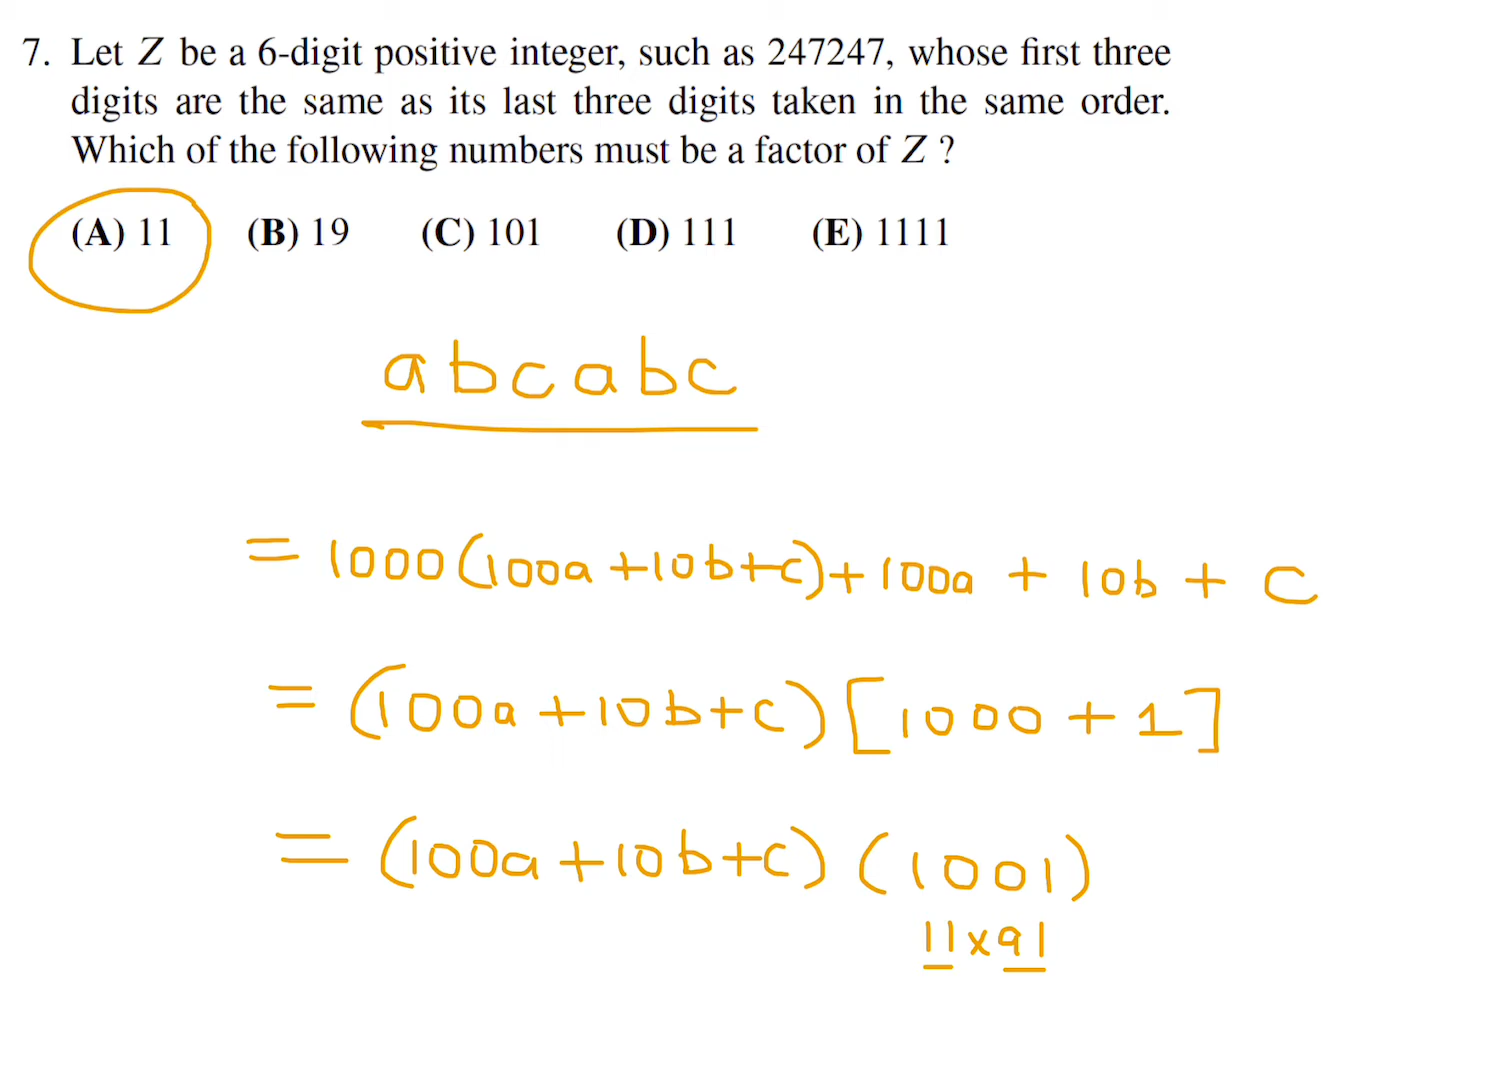 7. Let Z be a 6-digit positive integer, such as 247247, whose first three
digits are the same as its last three digits taken in the same order.
Which of the following numbers must be a factor of Z ?
(A) 11 (B) 19 (C) 101 (D) 111 (E) 1111
abcabc
= 1000(100a+10b+c)+100a + 10b + c
= (100a+10b+c)[1000+1]
= (100a+10b+c)(1001)
11x91